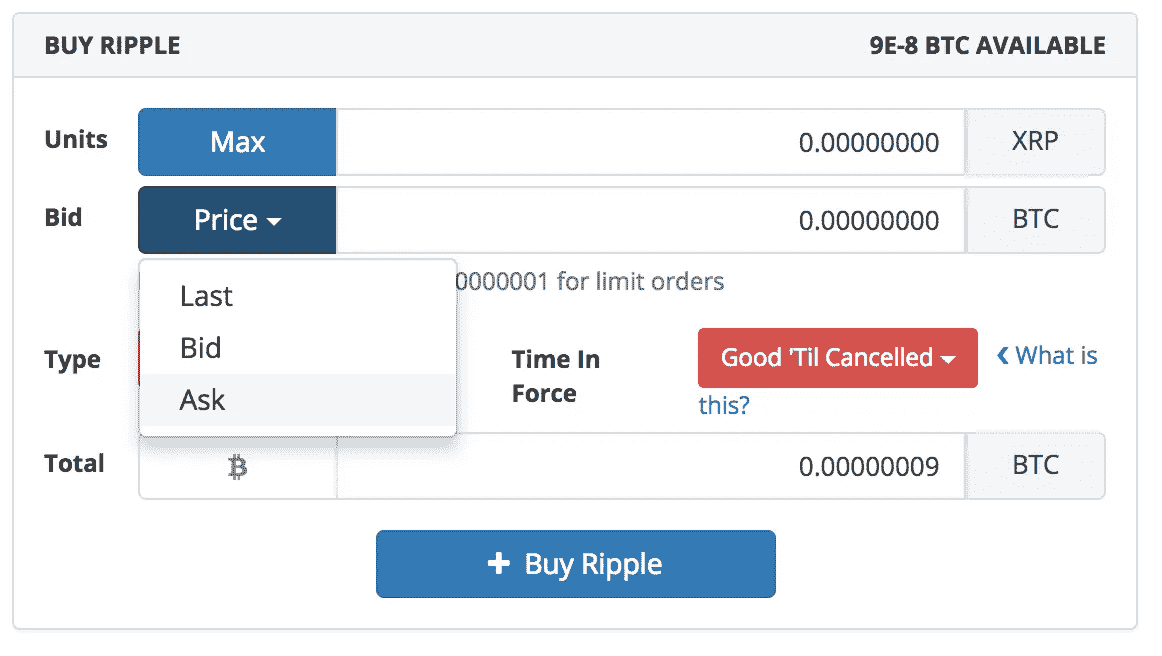 BUY RIPPLE 9E-8 BTC AVAILABLE
Units Max 0.00000000 XRP
Bid Price 0.00000000 BTC
0000001 for limit orders
Last
Bid
Ask
Type Time In Force Good 'Til Cancelled What is this?
Total 0.00000009 BTC
Buy Ripple